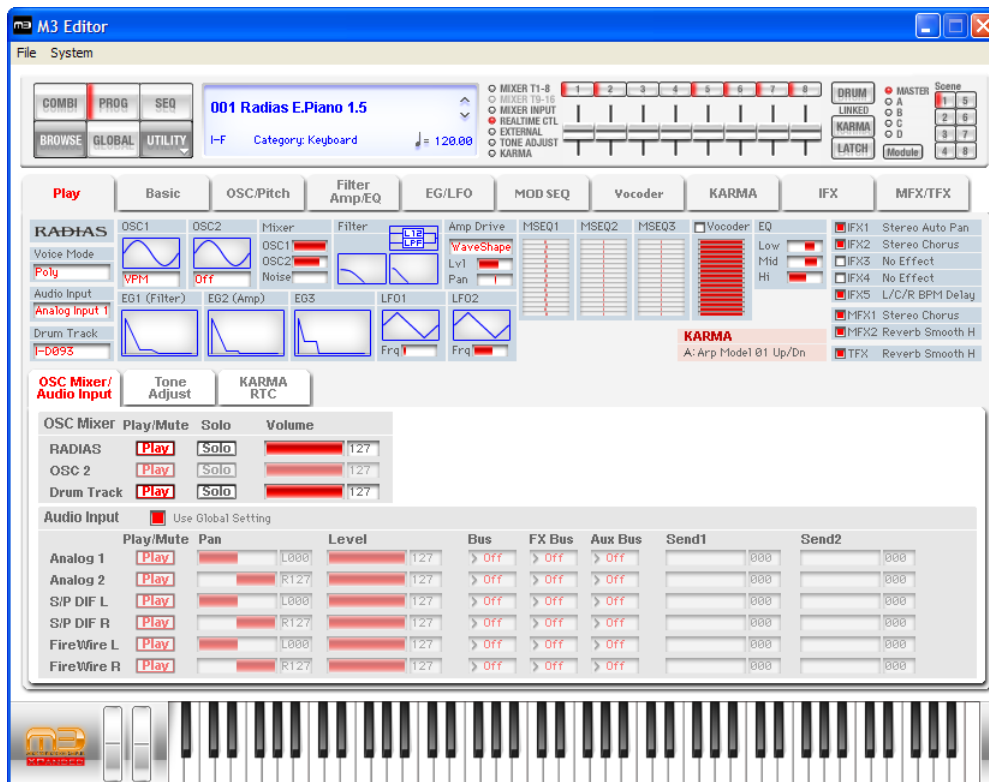 M3 Editor
File System
COMBI PROG SEQ
BROWSE GLOBAL UTILITY
001 Radias E.Piano 1.5
I-F Category: Keyboard ♩= 120.00
MIXER T1-8
MIXER T9-16
MIXER INPUT
REALTIME CTL
EXTERNAL
TONE ADJUST
KARMA
1 2 3 4 5 6 7 8
DRUM
LINKED
KARMA
LATCH
MASTER
A
B
C
D
Module
Scene
1 5
2 6
3 7
4 8
Play Basic OSC/Pitch Filter Amp/EQ EG/LFO MOD SEQ Vocoder KARMA IFX MFX/TFX
RADIAS
Voice Mode
Poly
Audio Input
Analog Input 1
Drum Track
I-D093
OSC1 OSC2 Mixer Filter Amp Drive MSEQ1 MSEQ2 MSEQ3 Vocoder EQ
VPM Off
OSC1
OSC2
Noise
L12
LPF
WaveShape
Lvl
Pan
Low
Mid
Hi
EG1 (Filter) EG2 (Amp) EG3 LFO1 LFO2
Frq Frq
KARMA
A: Arp Model 01 Up/Dn
IFX1 Stereo Auto Pan
IFX2 Stereo Chorus
IFX3 No Effect
IFX4 No Effect
IFX5 L/C/R BPM Delay
MFX1 Stereo Chorus
MFX2 Reverb Smooth H
TFX Reverb Smooth H
OSC Mixer/ Audio Input Tone Adjust KARMA RTC
OSC Mixer Play/Mute Solo Volume
RADIAS Play Solo 127
OSC 2 Play Solo 127
Drum Track Play Solo 127
Audio Input Use Global Setting
Play/Mute Pan Level Bus FX Bus Aux Bus Send1 Send2
Analog 1 Play L000 127 Off Off Off 000 000
Analog 2 Play R127 127 Off Off Off 000 000
S/P DIF L Play L000 127 Off Off Off 000 000
S/P DIF R Play R127 127 Off Off Off 000 000
FireWire L Play L000 127 Off Off Off 000 000
FireWire R Play R127 127 Off Off Off 000 000
M3